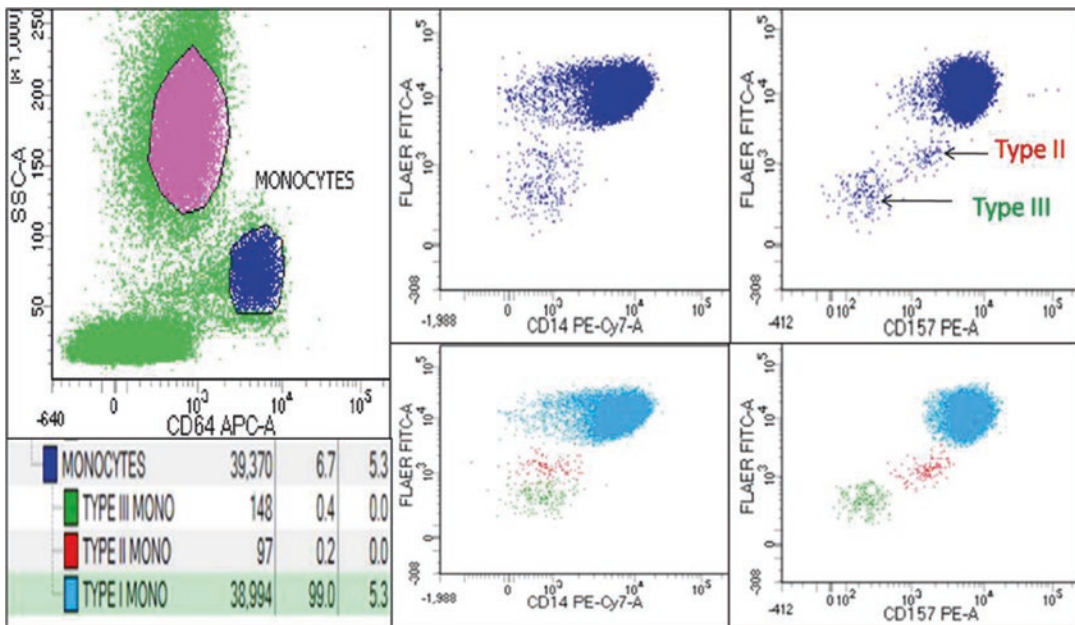 250
200
150
100
50
SSC-A
(x 1,000)
MONOCYTES
-640
0
10³
10⁴
10⁵
CD64 APC-A
10⁵
10⁴
10³
0
-308
FLAER FITC-A
-1,988
0
10³
10⁴
10⁵
CD14 PE-Cy7-A
10⁵
10⁴
10³
0
-308
FLAER FITC-A
Type II
Type III
-412
0 10²
10³
10⁴
10⁵
CD157 PE-A
MONOCYTES 39,370 6.7 5.3
TYPE III MONO 148 0.4 0.0
TYPE II MONO 97 0.2 0.0
TYPE I MONO 38,994 99.0 5.3
10⁵
10⁴
10³
0
-308
FLAER FITC-A
-1,988
0
10³
10⁴
10⁵
CD14 PE-Cy7-A
10⁵
10⁴
10³
0
-308
FLAER FITC-A
-412
0 10²
10³
10⁴
10⁵
CD157 PE-A